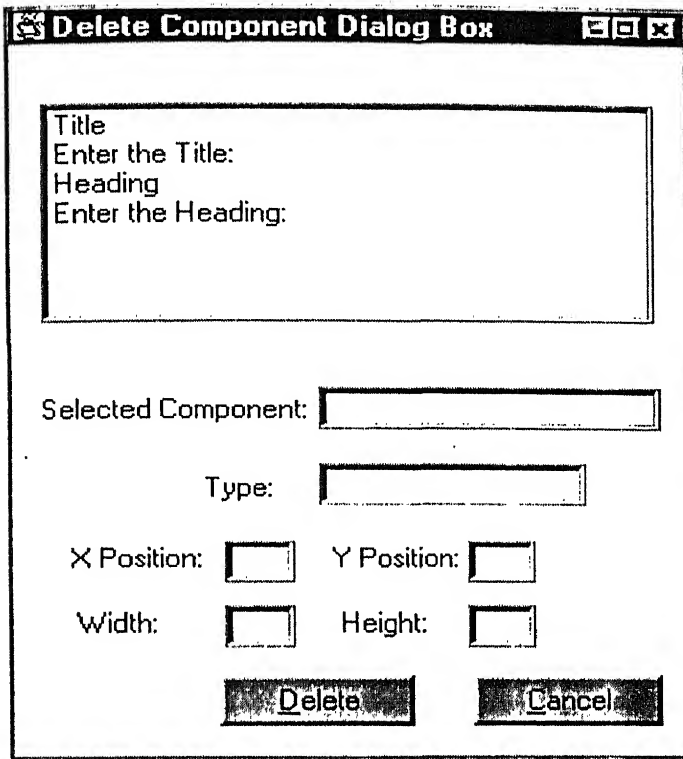 Delete Component Dialog Box
Title
Enter the Title:
Heading
Enter the Heading:
Selected Component:
Type:
X Position: Y Position:
Width: Height:
Delete Cancel